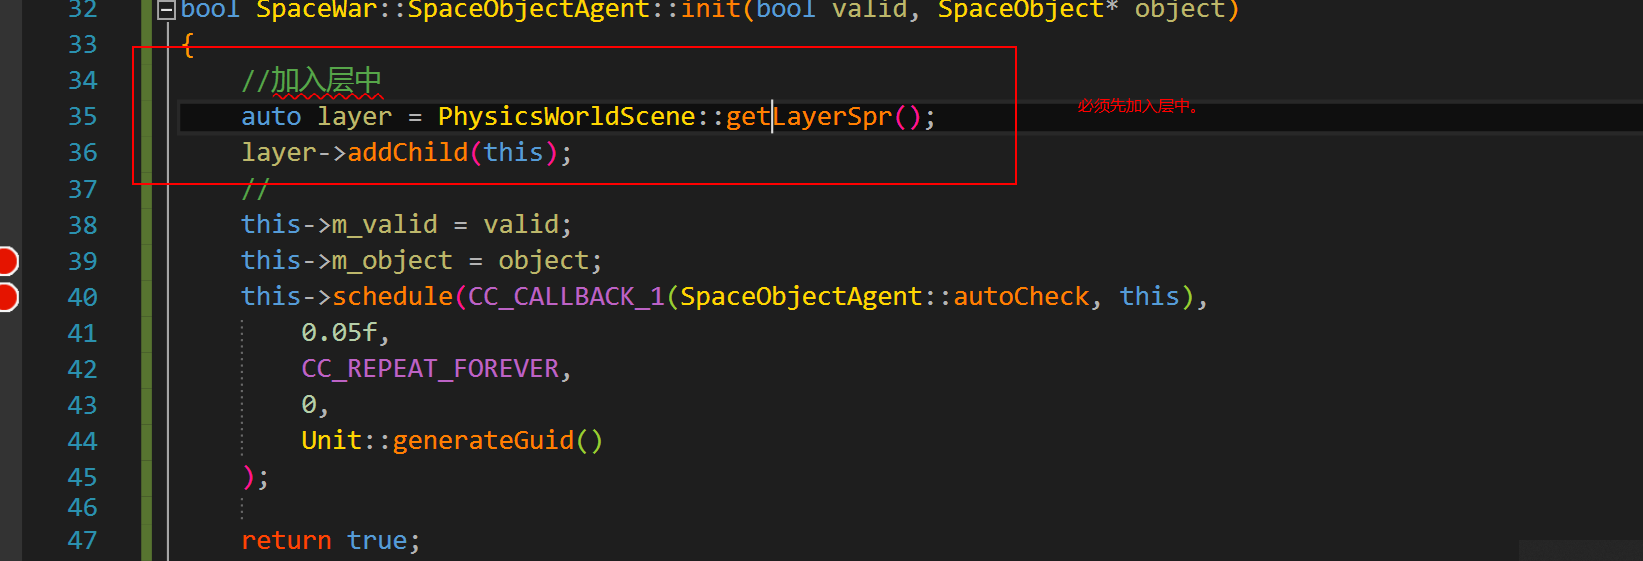 32 bool SpaceWar::SpaceObjectAgent::init(bool valid, SpaceObject* object)
33 {
34 //加入层中
35 auto layer = PhysicsWorldScene::getLayerSpr(); 必须先加入层中。
36 layer->addChild(this);
37 //
38 this->m_valid = valid;
39 this->m_object = object;
40 this->schedule(CC_CALLBACK_1(SpaceObjectAgent::autoCheck, this),
41 0.05f,
42 CC_REPEAT_FOREVER,
43 0,
44 Unit::generateGuid()
45 );
46
47 return true;